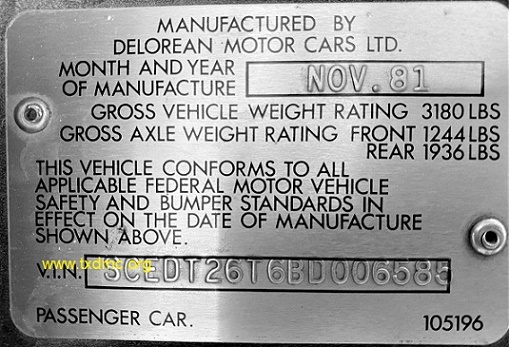 MANUFACTURED BY
DELOREAN MOTOR CARS LTD.
MONTH AND YEAR
OF MANUFACTURE NOV. 81
GROSS VEHICLE WEIGHT RATING 3180 LBS
GROSS AXLE WEIGHT RATING FRONT 1244 LBS
REAR 1936 LBS
THIS VEHICLE CONFORMS TO ALL
APPLICABLE FEDERAL MOTOR VEHICLE
SAFETY AND BUMPER STANDARDS IN
EFFECT ON THE DATE OF MANUFACTURE
SHOWN ABOVE.
www.txdmc.org
V.I.N. SCEDT26T6BD006585
PASSENGER CAR. 105196